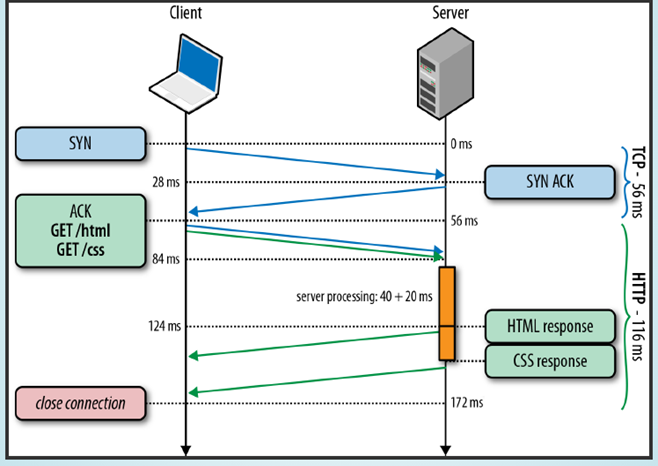 Client
Server
SYN
0 ms
28 ms
SYN ACK
TCP - 56 ms
ACK
GET /html
GET /css
56 ms
84 ms
server processing: 40 + 20 ms
HTTP - 116 ms
124 ms
HTML response
CSS response
close connection
172 ms